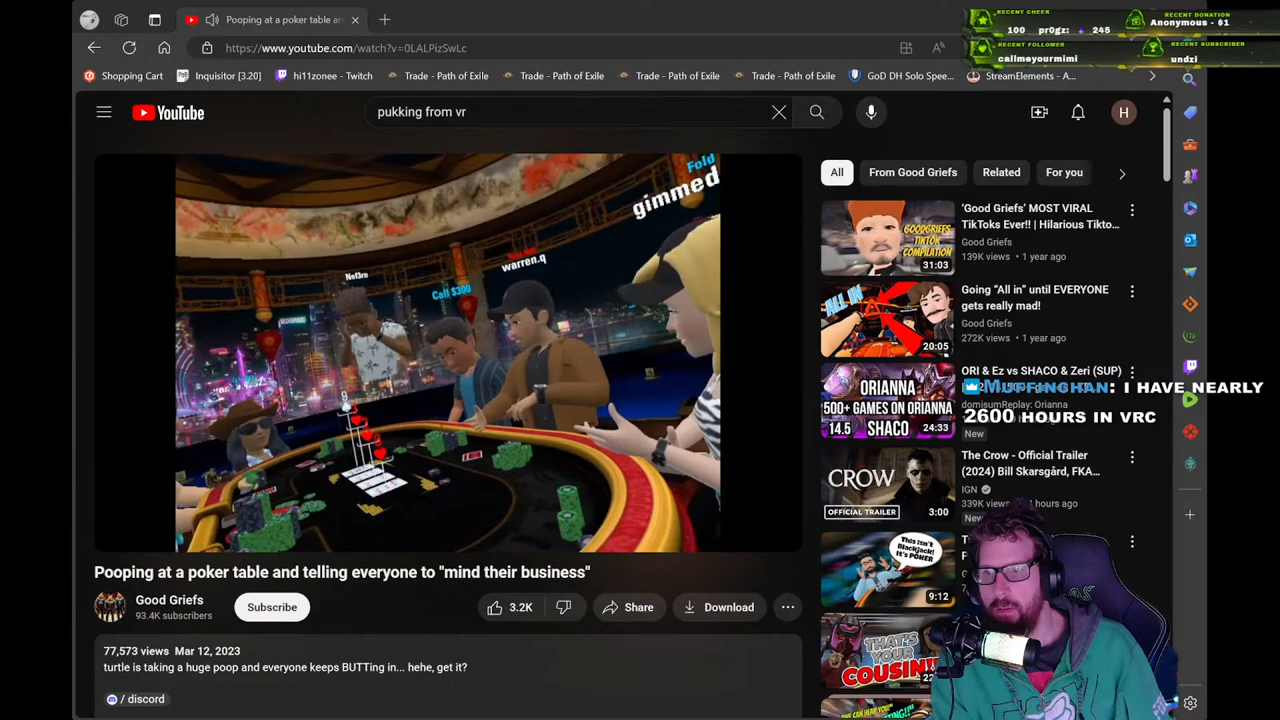 Pooping at a poker table an
RECENT CHEER
100 pr0gz: 245
RECENT DONATION
Anonymous - $1
RECENT FOLLOWER
callmeyourmimi
RECENT SUBSCRIBER
undzi
https://www.youtube.com/watch?v=0LALPizSwLc
Shopping Cart
Inquisitor [3.20]
hi11zonee - Twitch
Trade - Path of Exile
Trade - Path of Exile
Trade - Path of Exile
Trade - Path of Exile
GoD DH Solo Spee...
StreamElements - A...
YouTube
pukking from vr
H
Fold
gimmed
warren.q
Nef3rn
Call $300
All
From Good Griefs
Related
For you
'Good Griefs' MOST VIRAL
TikToks Ever!! | Hilarious Tikto...
Good Griefs
139K views • 1 year ago
GOODGRIEFS
TIKTOK
COMPILATION
31:03
Going "All in" until EVERYONE
gets really mad!
Good Griefs
272K views • 1 year ago
ALL IN
20:05
ORI & Ez vs SHACO & Zeri (SUP)
domisumReplay: Orianna
New
ORIANNA
500+ GAMES ON ORIANNA
14.5
SHACO
24:33
Muffinchan: I HAVE NEARLY
2600 HOURS IN VRC
The Crow - Official Trailer
(2024) Bill Skarsgård, FKA...
IGN
New
CROW
OFFICIAL TRAILER
3:00
This isn't
Blackjack!
It's POKER
9:12
THAT'S
YOUR
COUSIN!!
Pooping at a poker table and telling everyone to "mind their business"
Good Griefs
93.4K subscribers
Subscribe
3.2K
Share
Download
77,573 views Mar 12, 2023
turtle is taking a huge poop and everyone keeps BUTTing in... hehe, get it?
/ discord